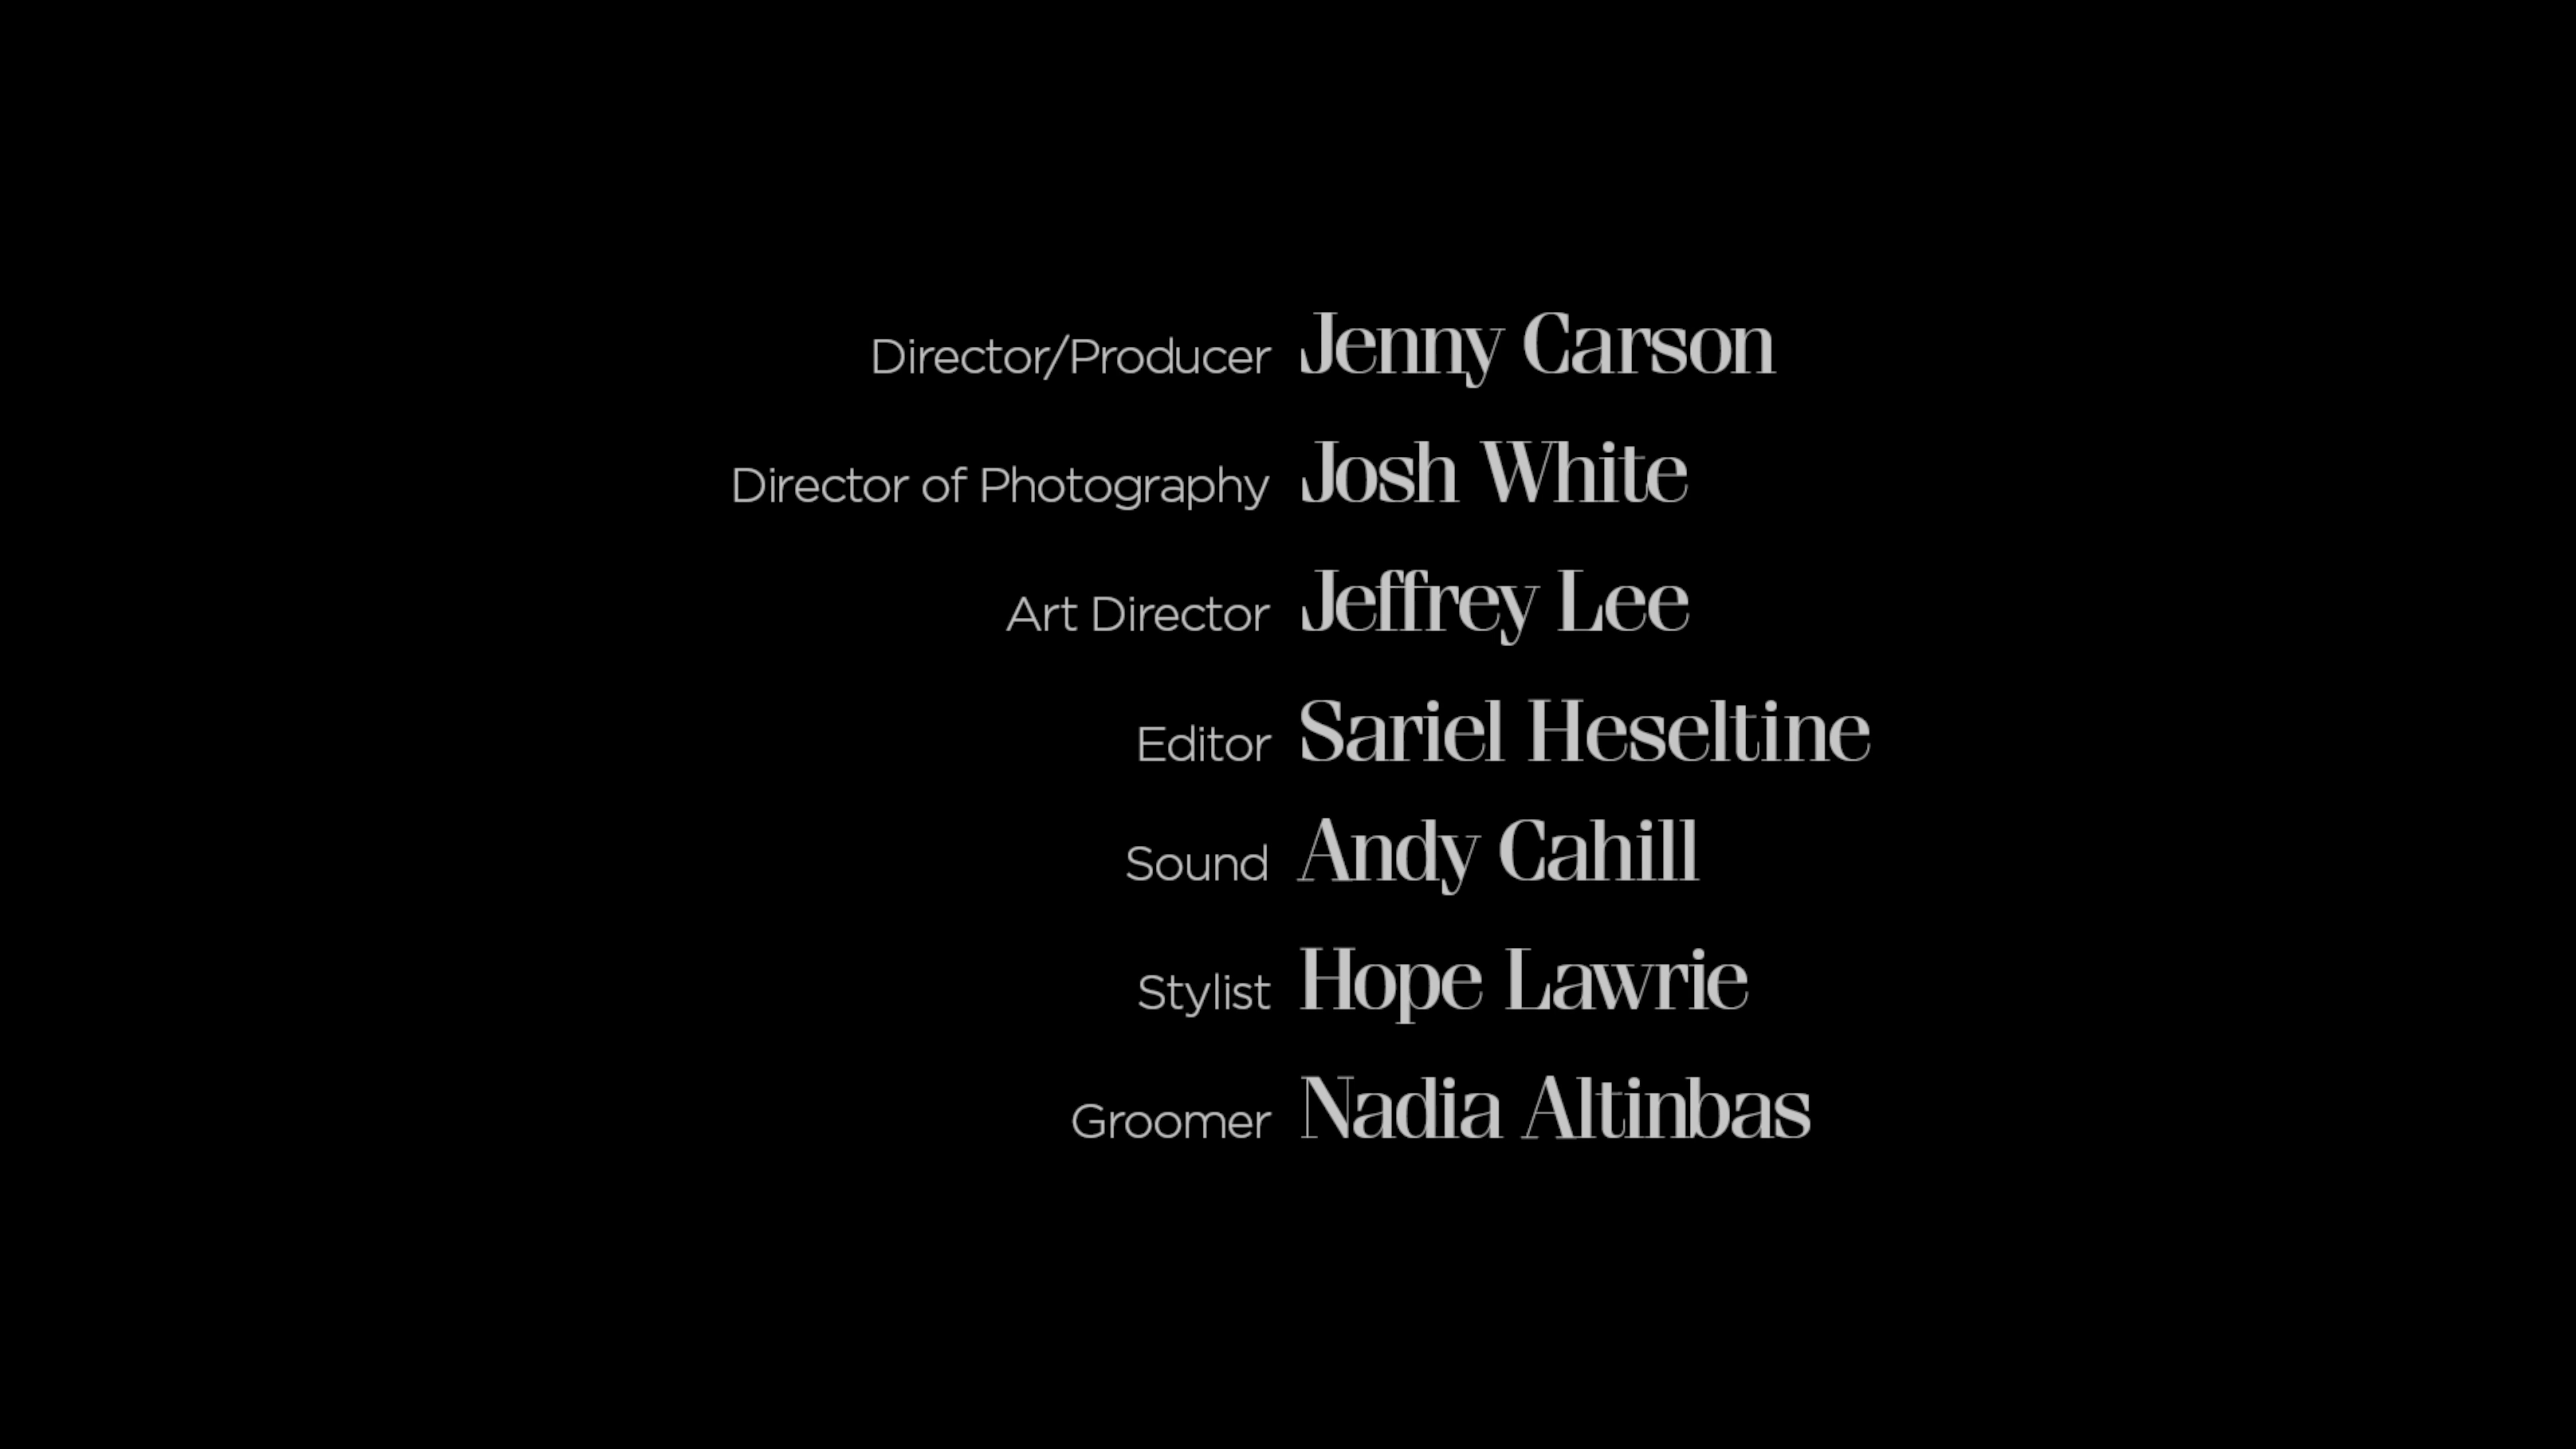 Director/Producer Jenny Carson
Director of Photography Josh White
Art Director Jeffrey Lee
Editor Sariel Heseltine
Sound Andy Cahill
Stylist Hope Lawrie
Groomer Nadia Altinbas